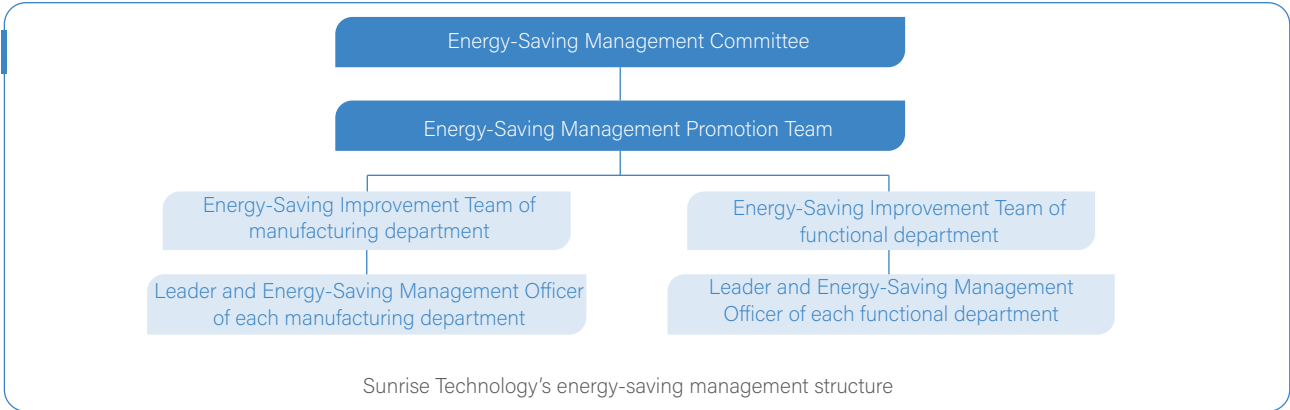 Energy-Saving Management Committee
Energy-Saving Management Promotion Team
Energy-Saving Improvement Team of
manufacturing department
Energy-Saving Improvement Team of
functional department
Leader and Energy-Saving Management Officer
of each manufacturing department
Leader and Energy-Saving Management
Officer of each functional department
Sunrise Technology’s energy-saving management structure